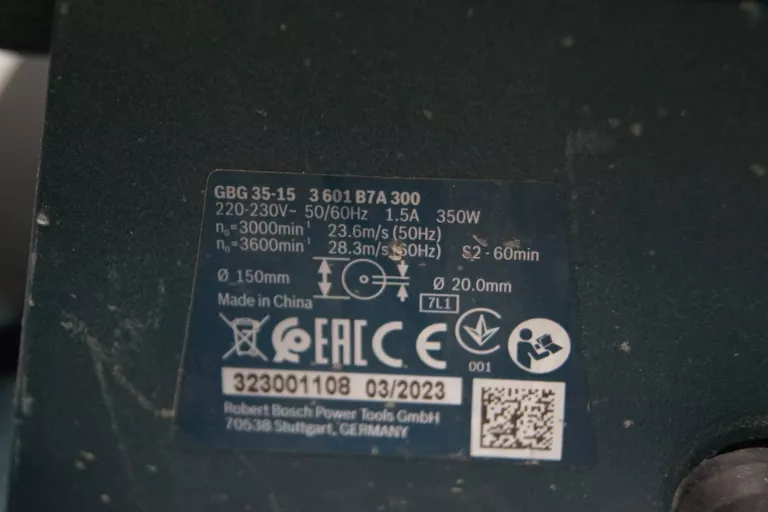 GBG 35-15 3 601 B7A 300
220-230V~ 50/60Hz 1.5A 350W
n₀=3000min⁻¹ 23.6m/s (50Hz)
n₀=3600min⁻¹ 28.3m/s (60Hz) S2 - 60min
Ø 150mm Ø 20.0mm
Made in China 7L1
EAC CE
001
323001108 03/2023
Robert Bosch Power Tools GmbH
70538 Stuttgart, GERMANY